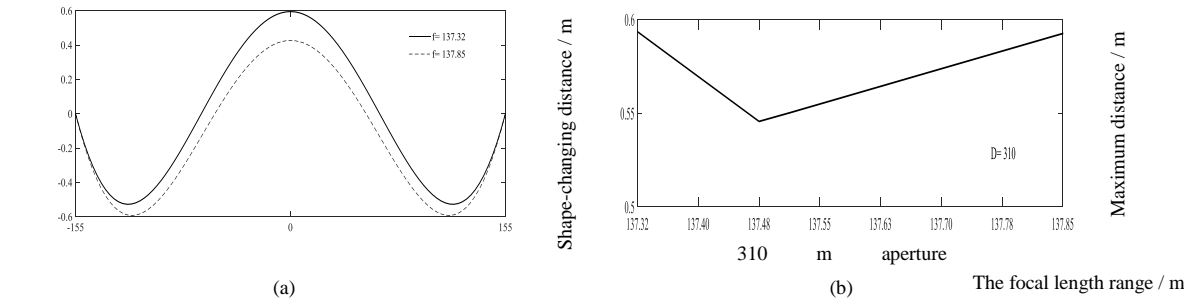 0.6
0.4
0.2
0
-0.2
-0.4
-0.6
-155
0
155
f= 137.32
f= 137.85
(a)
Shape-changing distance / m
0.6
0.55
0.5
137.32
137.40
137.48
137.55
137.63
137.70
137.78
137.85
D= 310
310 m aperture
(b)
Maximum distance / m
The focal length range / m